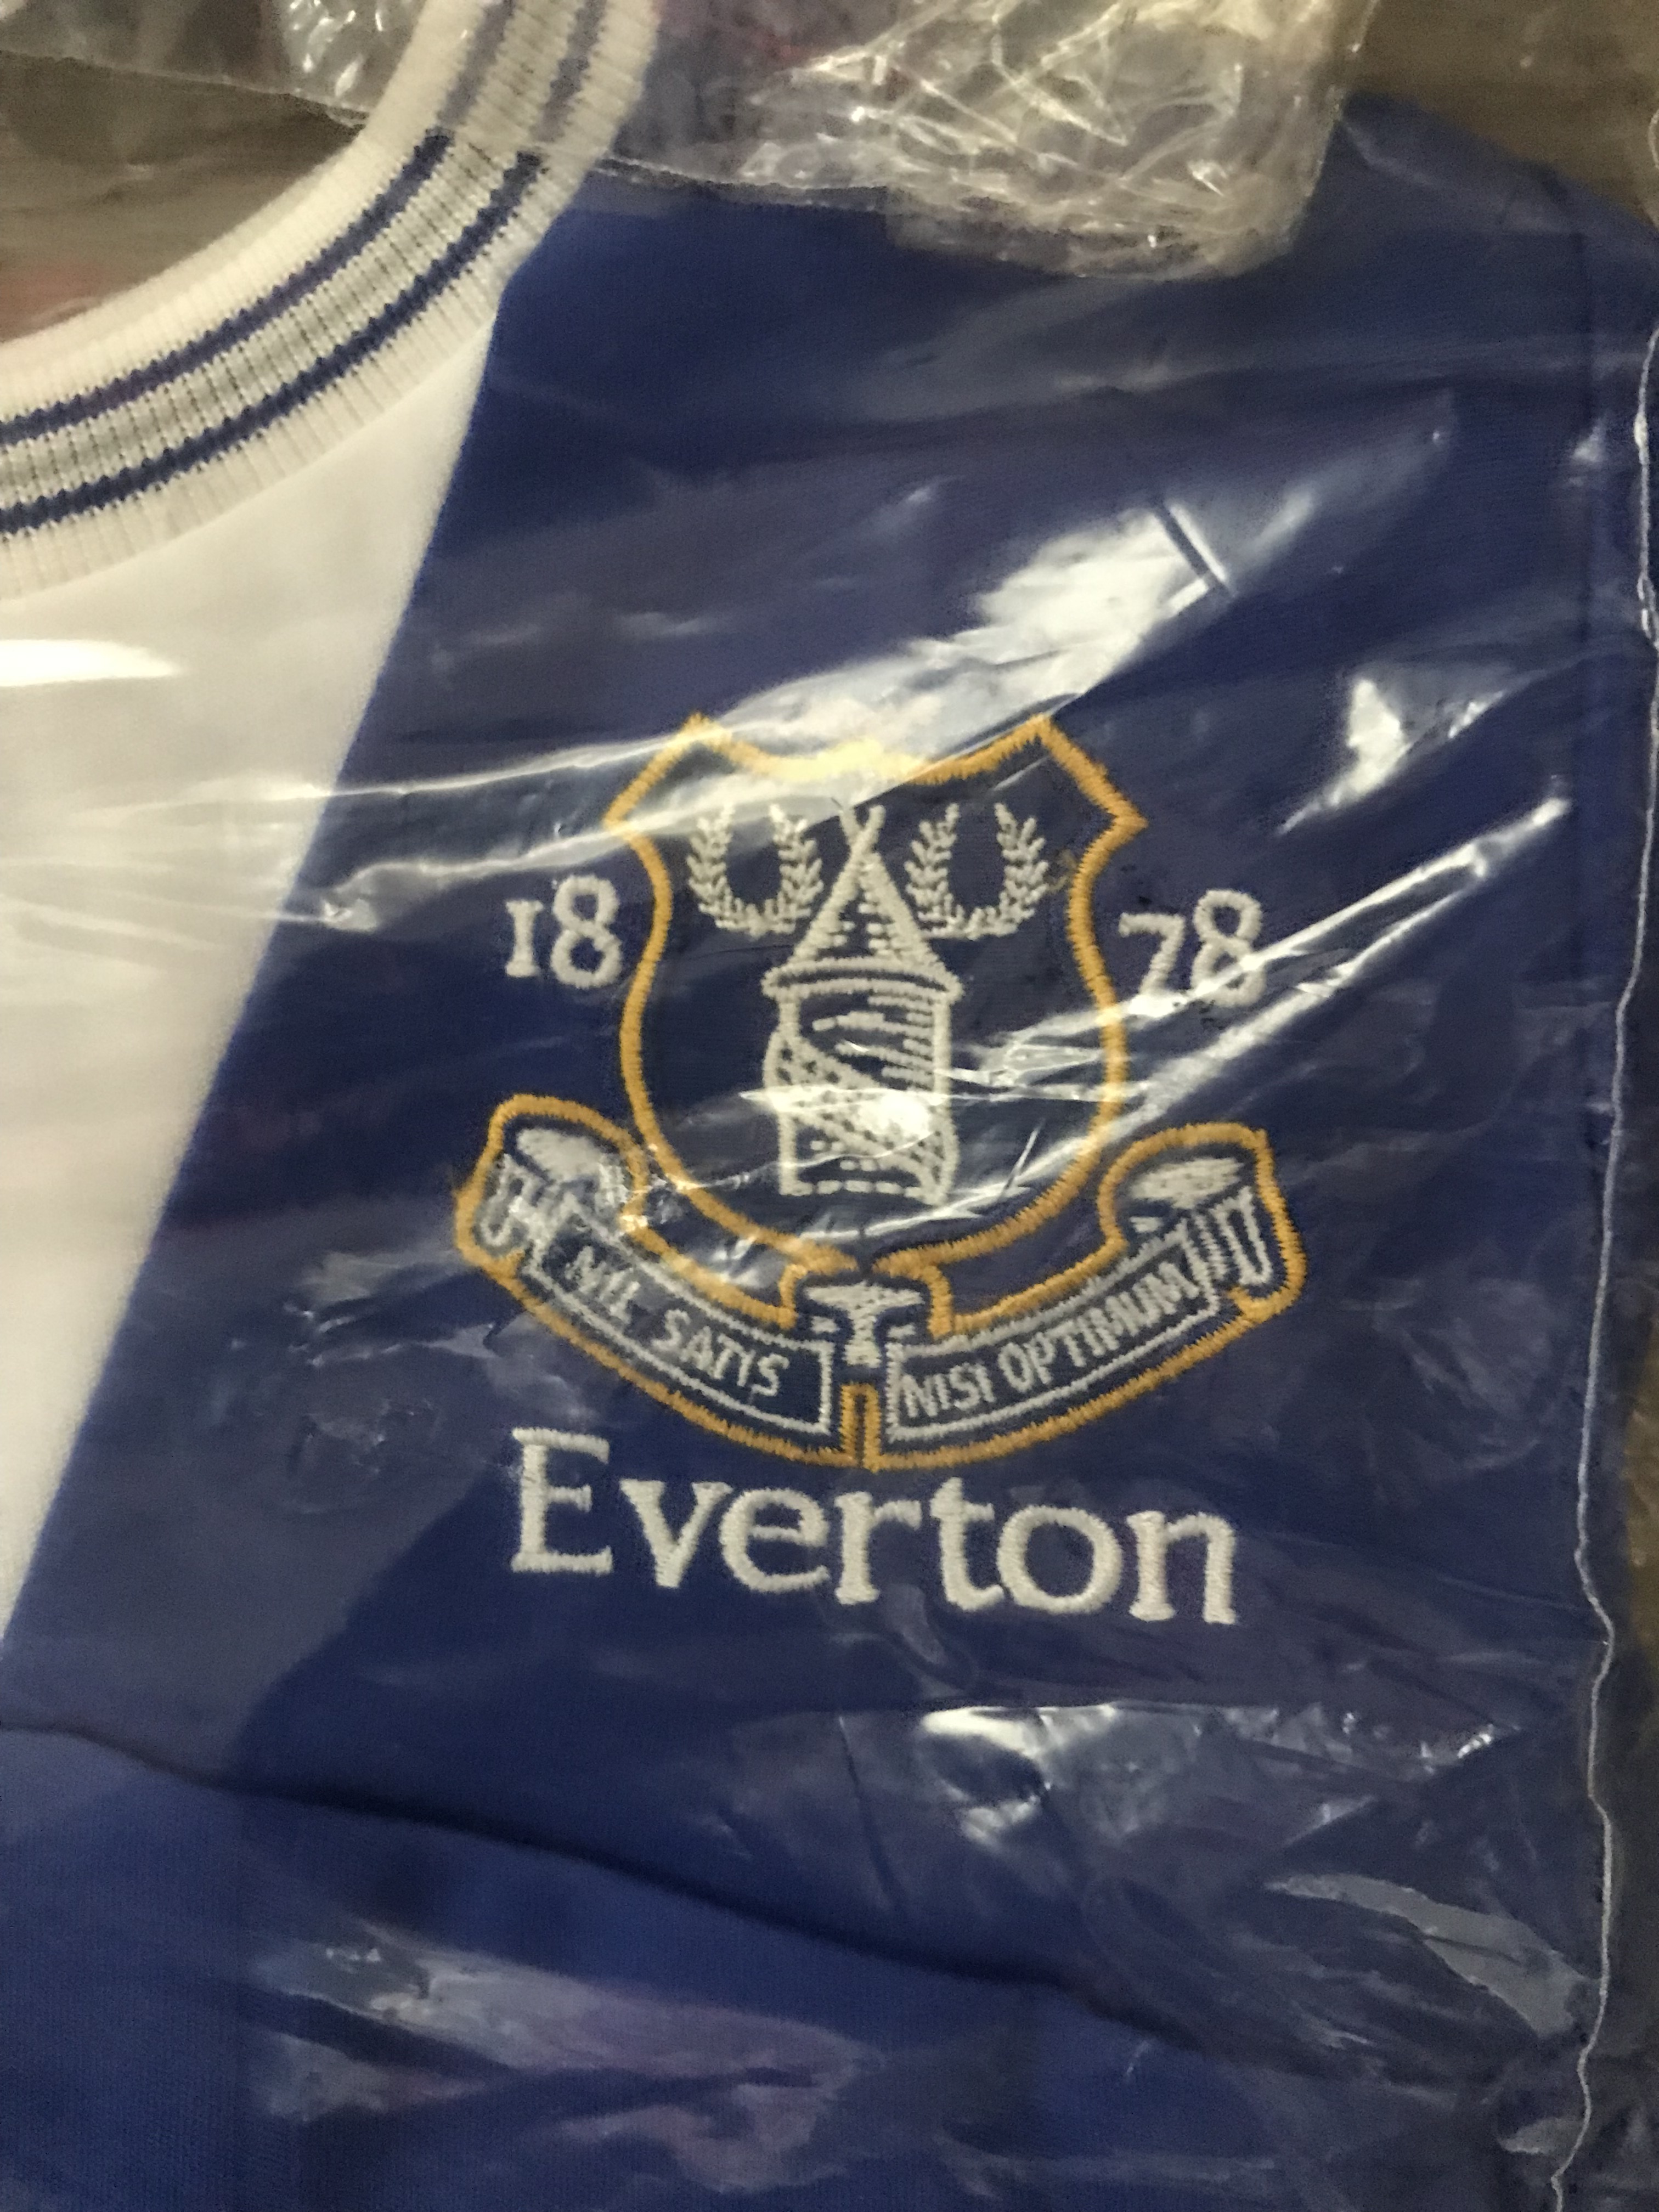 18 78
NIL SATIS NISI OPTIMUM
Everton